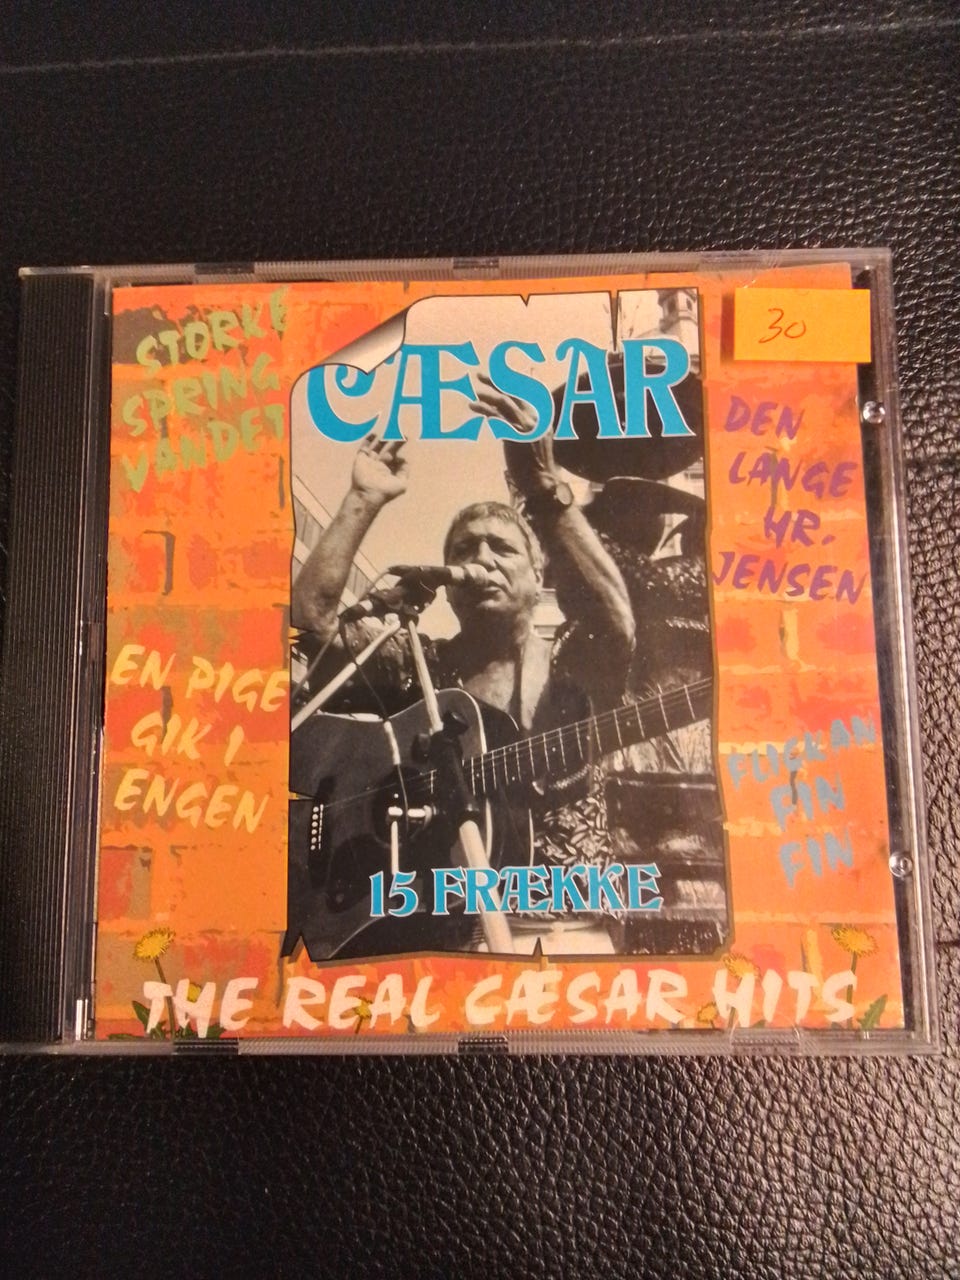 STORKE
SPRING
VANDET
CÆSAR
30
DEN
LANGE
HR.
JENSEN
EN PIGE
GIK I
ENGEN
FLICKAN
FIN
FIN
15 FRÆKKE
THE REAL CÆSAR HITS